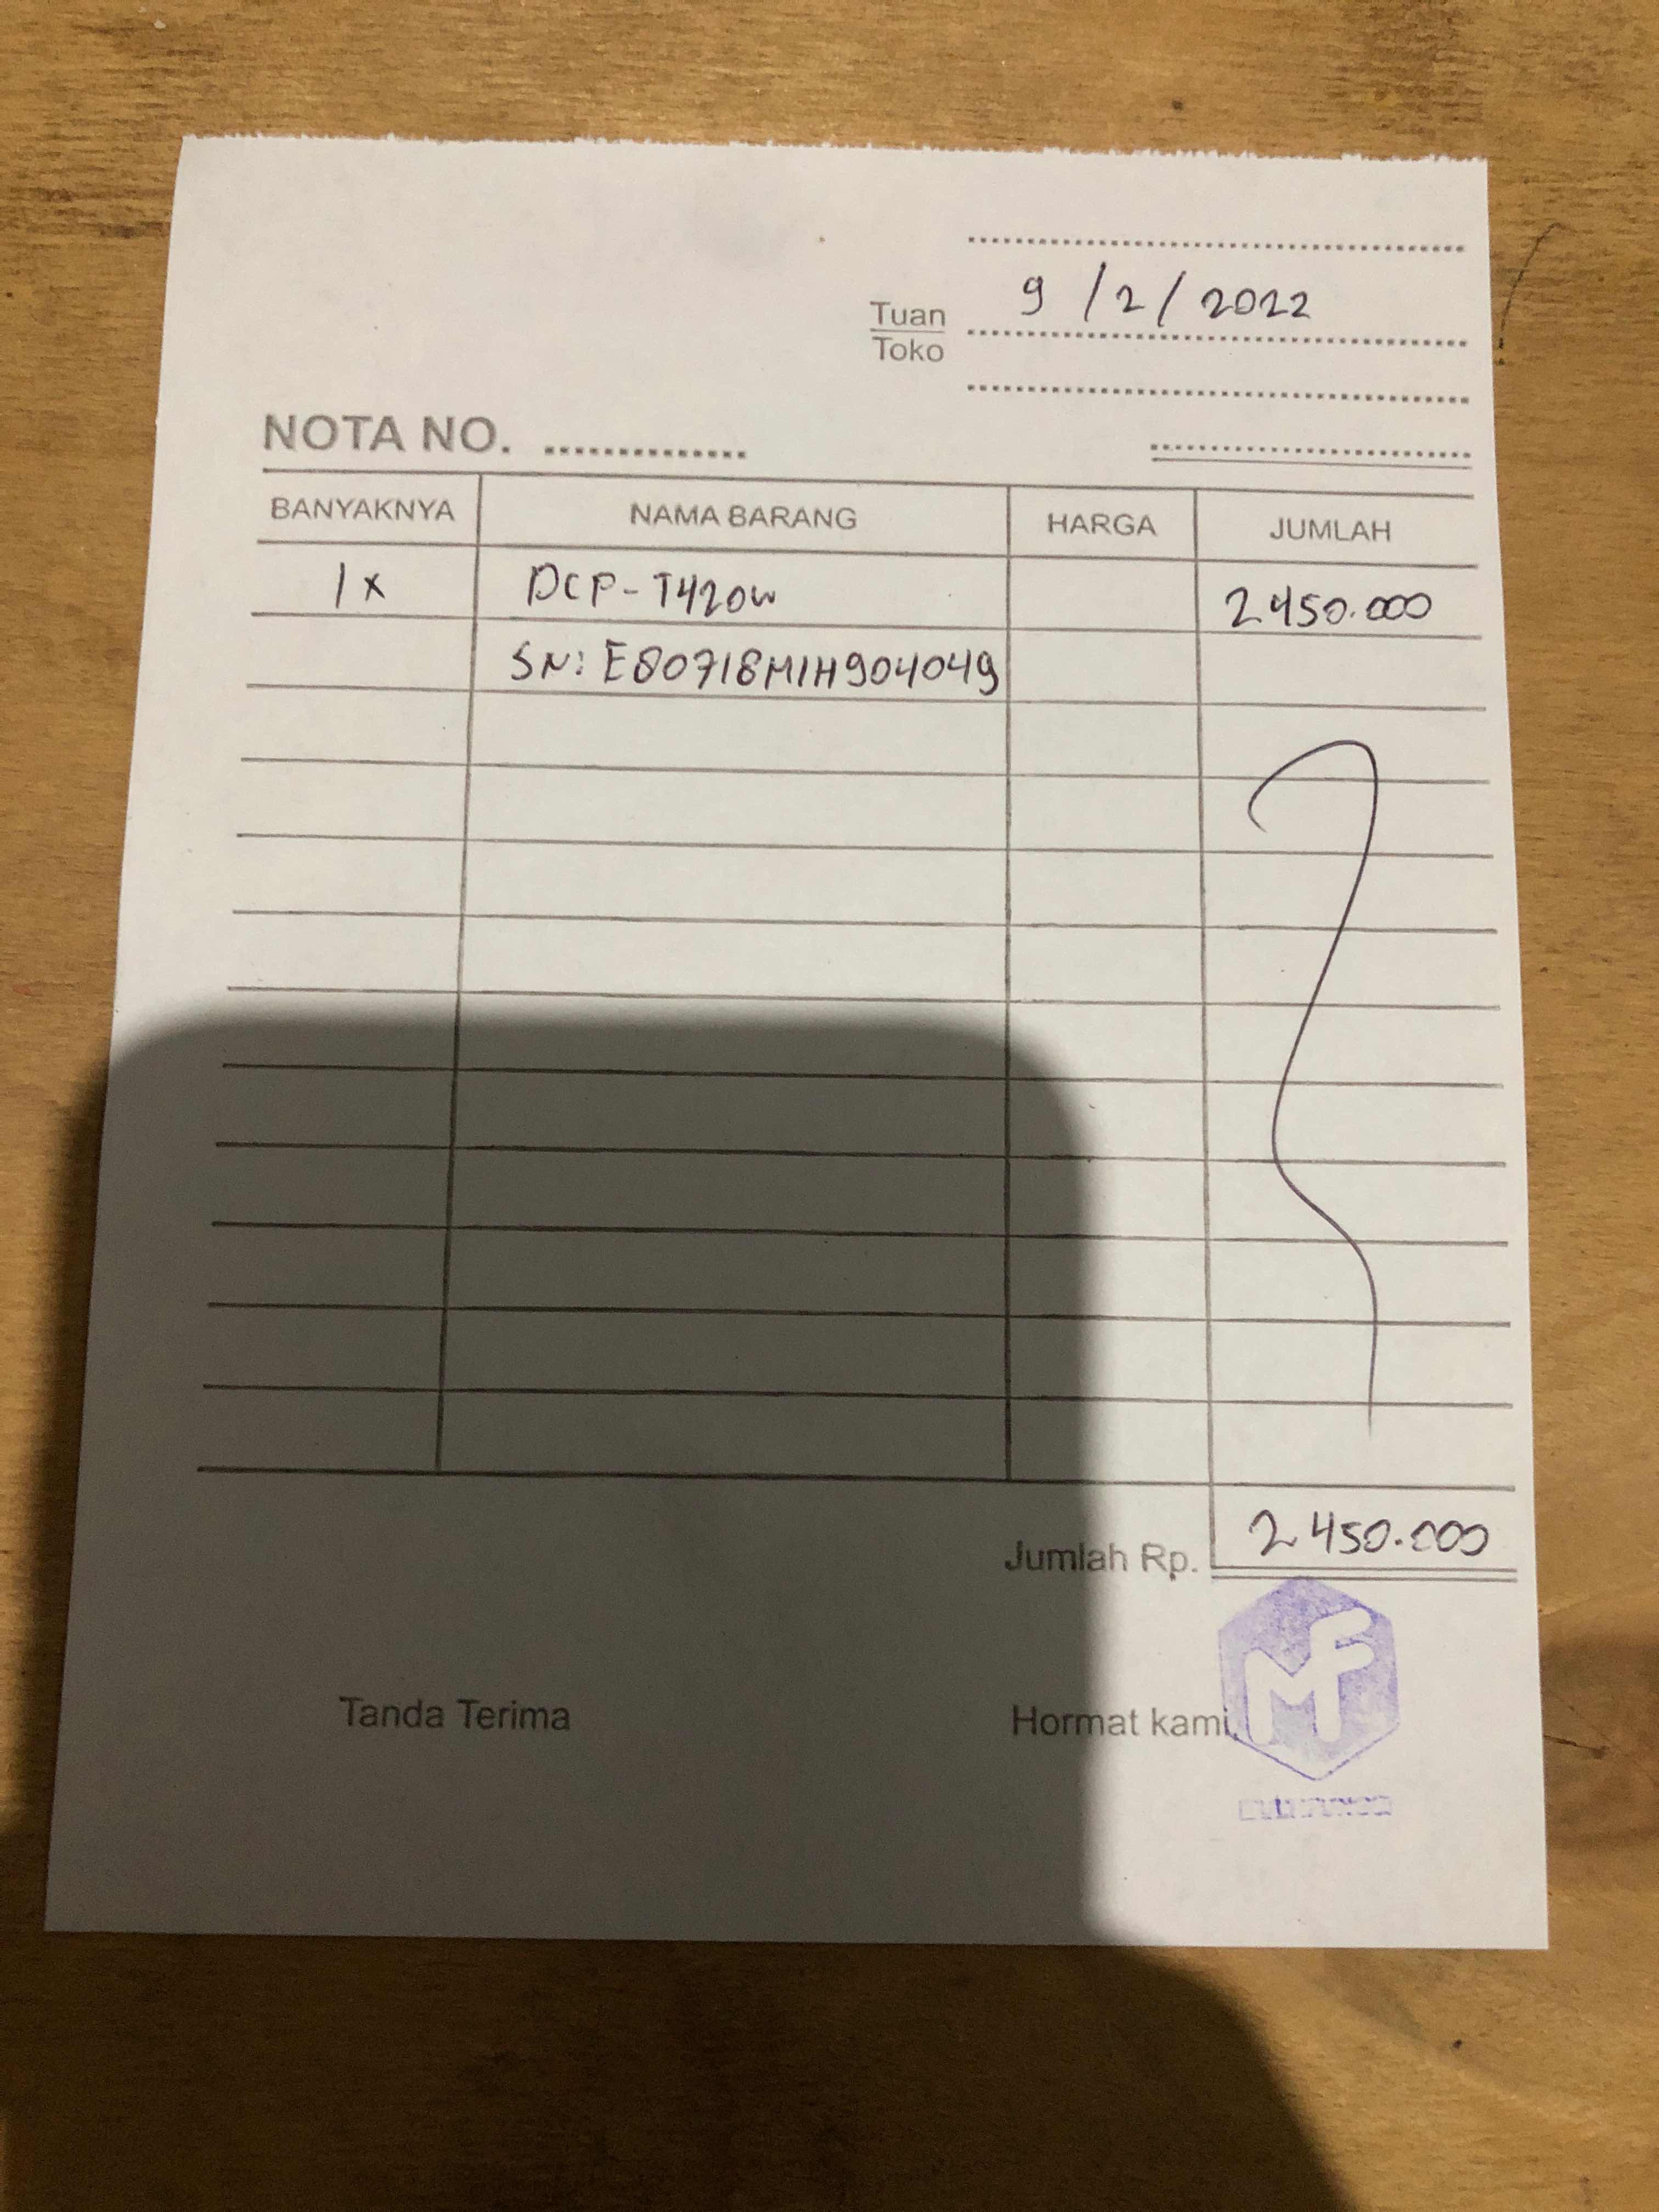 9/2/2022
Tuan
Toko
NOTA NO. ..............
BANYAKNYA NAMA BARANG HARGA JUMLAH
1x DCP-T420W 2.450.000
SN: E80718M1H904049
Jumlah Rp. 2.450.000
Tanda Terima Hormat kami,
MF